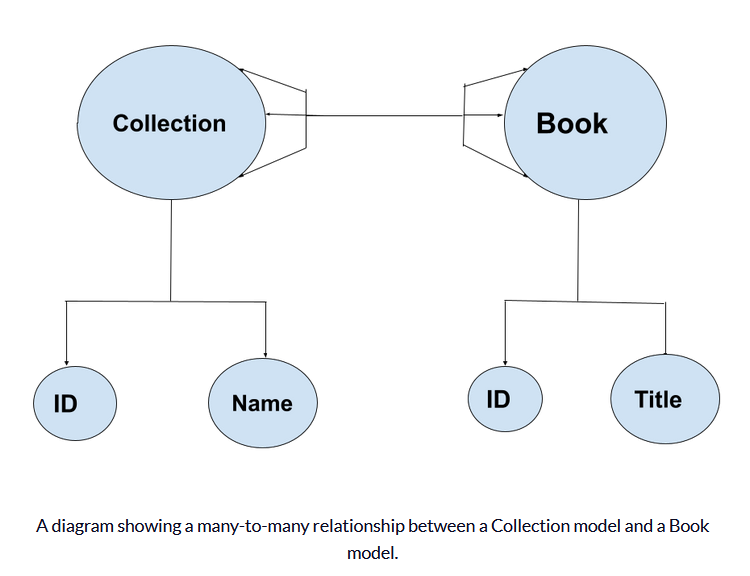 Collection
Book
ID
Name
ID
Title
A diagram showing a many-to-many relationship between a Collection model and a Book
model.